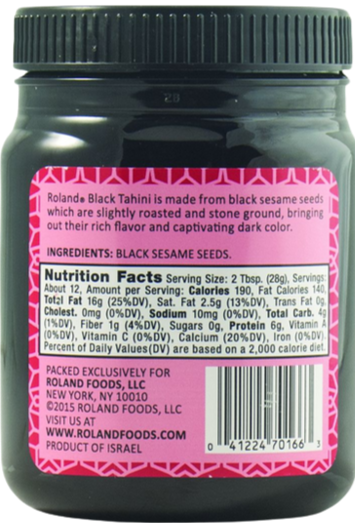 28
Roland® Black Tahini is made from black sesame seeds
which are slightly roasted and stone ground, bringing
out their rich flavor and captivating dark color.
INGREDIENTS: BLACK SESAME SEEDS.
Nutrition Facts Serving Size: 2 Tbsp. (28g), Servings:
About 12, Amount per Serving: Calories 190, Fat Calories 140,
Total Fat 16g (25%DV), Sat. Fat 2.5g (13%DV), Trans Fat 0g,
Cholest. 0mg (0%DV), Sodium 10mg (0%DV), Total Carb. 4g
(1%DV), Fiber 1g (4%DV), Sugars 0g, Protein 6g, Vitamin A
(0%DV), Vitamin C (0%DV), Calcium (20%DV), Iron (0%DV).
Percent of Daily Values(DV) are based on a 2,000 calorie diet.
PACKED EXCLUSIVELY FOR
ROLAND FOODS, LLC
NEW YORK, NY 10010
©2015 ROLAND FOODS, LLC
VISIT US AT
WWW.ROLANDFOODS.COM
PRODUCT OF ISRAEL
0 41224 70166 3